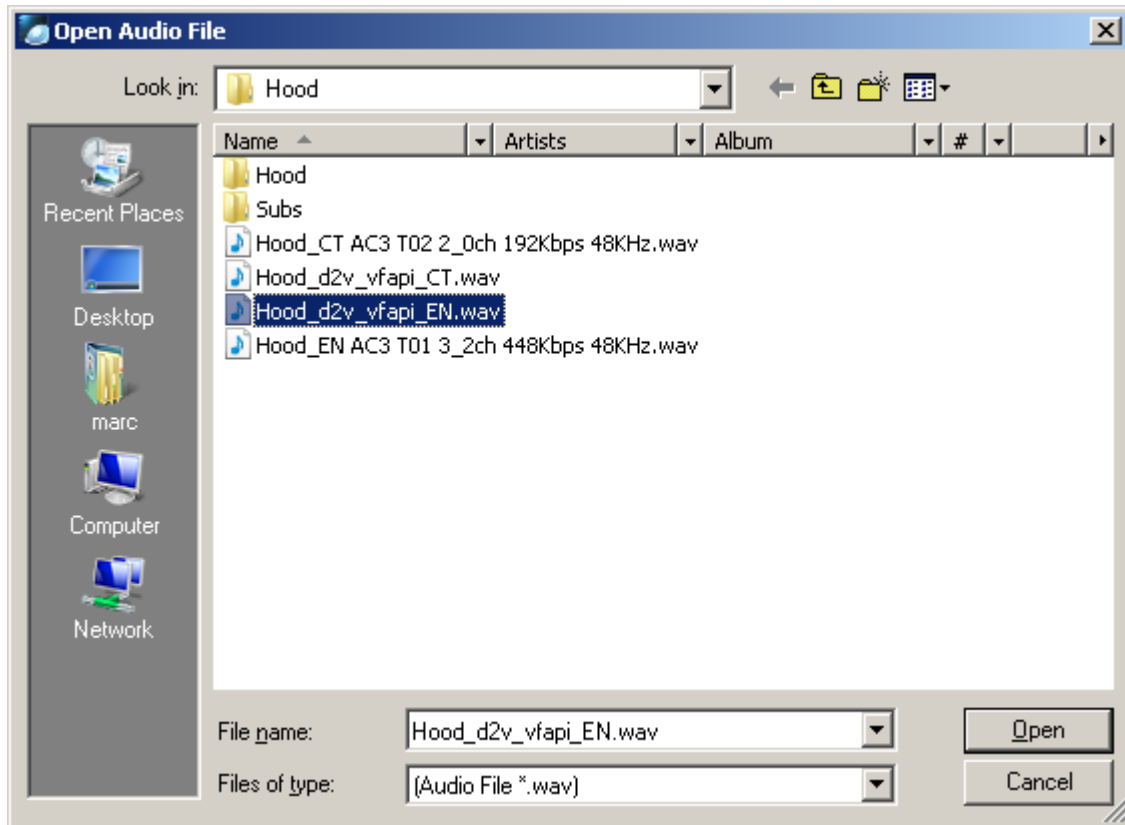 Open Audio File
Look in: Hood
Name Artists Album #
Hood
Subs
Hood_CT AC3 T02 2_0ch 192Kbps 48KHz.wav
Hood_d2v_vfapi_CT.wav
Hood_d2v_vfapi_EN.wav
Hood_EN AC3 T01 3_2ch 448Kbps 48KHz.wav
Recent Places
Desktop
marc
Computer
Network
File name: Hood_d2v_vfapi_EN.wav Open
Files of type: (Audio File *.wav) Cancel